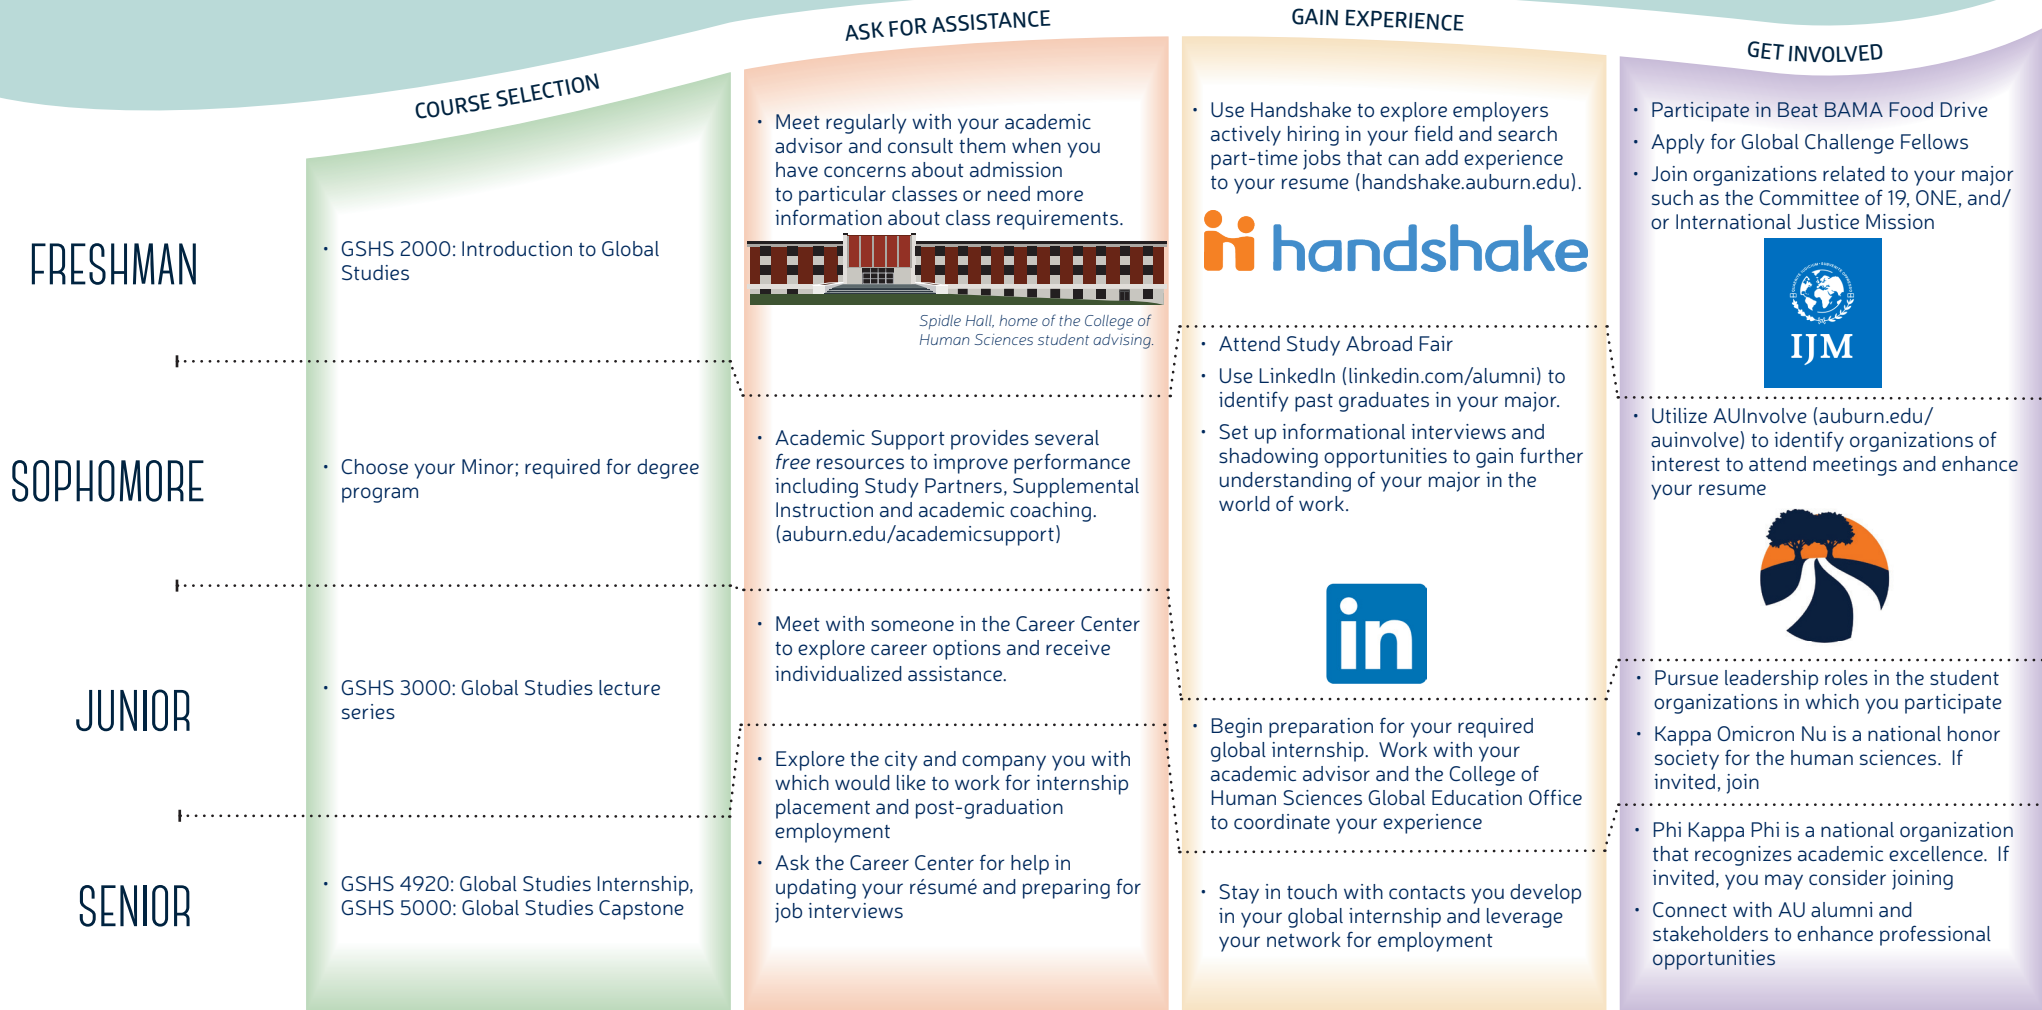 COURSE SELECTION
ASK FOR ASSISTANCE
GAIN EXPERIENCE
GET INVOLVED
FRESHMAN
• GSHS 2000: Introduction to Global
Studies
• Meet regularly with your academic
advisor and consult them when you
have concerns about admission
to particular classes or need more
information about class requirements.
Spidle Hall, home of the College of
Human Sciences student advising.
• Use Handshake to explore employers
actively hiring in your field and search
part-time jobs that can add experience
to your resume (handshake.auburn.edu).
handshake
• Participate in Beat BAMA Food Drive
• Apply for Global Challenge Fellows
• Join organizations related to your major
such as the Committee of 19, ONE, and/
or International Justice Mission
IJM
SOPHOMORE
• Choose your Minor; required for degree
program
• Academic Support provides several
free resources to improve performance
including Study Partners, Supplemental
Instruction and academic coaching.
(auburn.edu/academicsupport)
• Attend Study Abroad Fair
• Use LinkedIn (linkedin.com/alumni) to
identify past graduates in your major.
• Set up informational interviews and
shadowing opportunities to gain further
understanding of your major in the
world of work.
in
• Utilize AUInvolve (auburn.edu/
auinvolve) to identify organizations of
interest to attend meetings and enhance
your resume
JUNIOR
• GSHS 3000: Global Studies lecture
series
• Meet with someone in the Career Center
to explore career options and receive
individualized assistance.
• Begin preparation for your required
global internship.  Work with your
academic advisor and the College of
Human Sciences Global Education Office
to coordinate your experience
• Pursue leadership roles in the student
organizations in which you participate
• Kappa Omicron Nu is a national honor
society for the human sciences.  If
invited, join
SENIOR
• GSHS 4920: Global Studies Internship,
GSHS 5000: Global Studies Capstone
• Explore the city and company you with
which would like to work for internship
placement and post-graduation
employment
• Ask the Career Center for help in
updating your résumé and preparing for
job interviews
• Stay in touch with contacts you develop
in your global internship and leverage
your network for employment
• Phi Kappa Phi is a national organization
that recognizes academic excellence.  If
invited, you may consider joining
• Connect with AU alumni and
stakeholders to enhance professional
opportunities